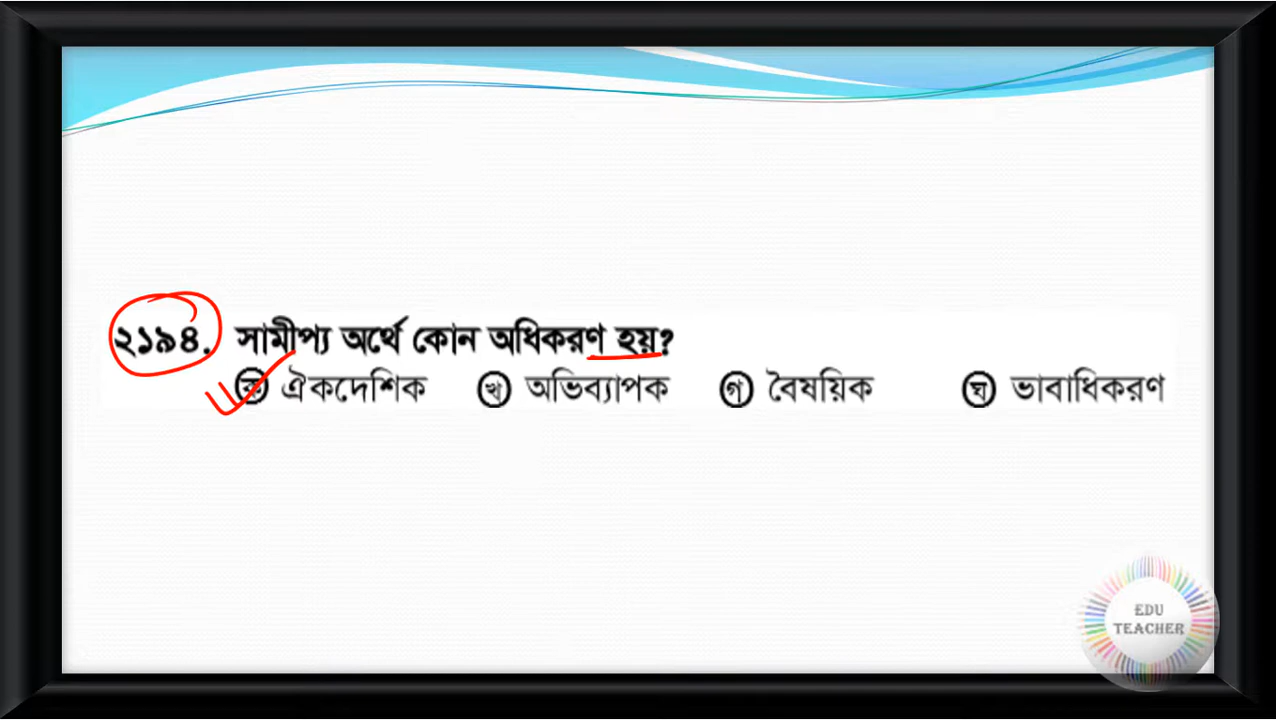 ২১৯৪. সামীপ্য অর্থে কোন অধিকরণ হয়?
ক ঐকদেশিক খ অভিব্যাপক গ বৈষয়িক ঘ ভাবাধিকরণ
EDU
TEACHER